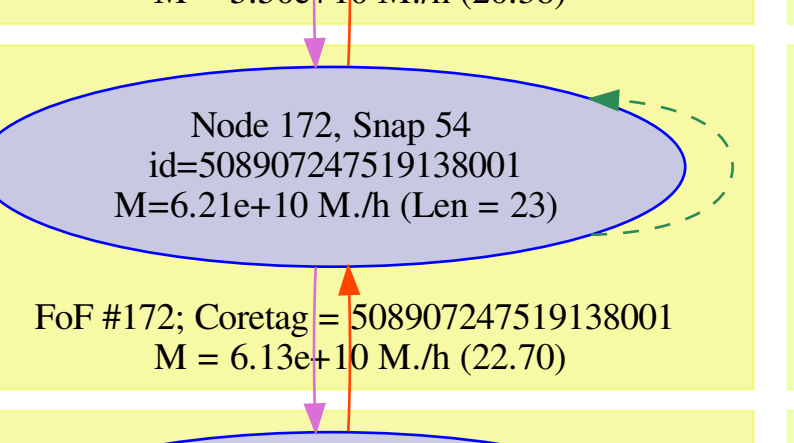 Node 172, Snap 54
id=508907247519138001
M=6.21e+10 M./h (Len = 23)
FoF #172; Coretag = 508907247519138001
M = 6.13e+10 M./h (22.70)